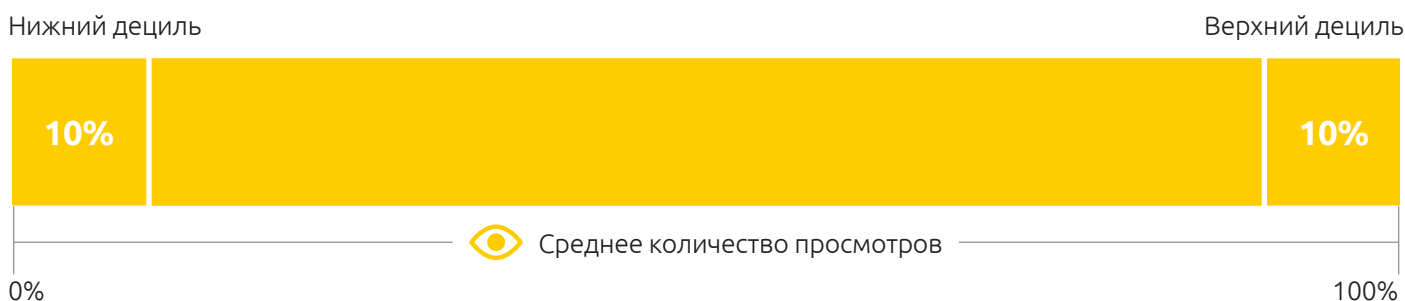 Нижний дециль
Верхний дециль
10%
10%
Среднее количество просмотров
0%
100%